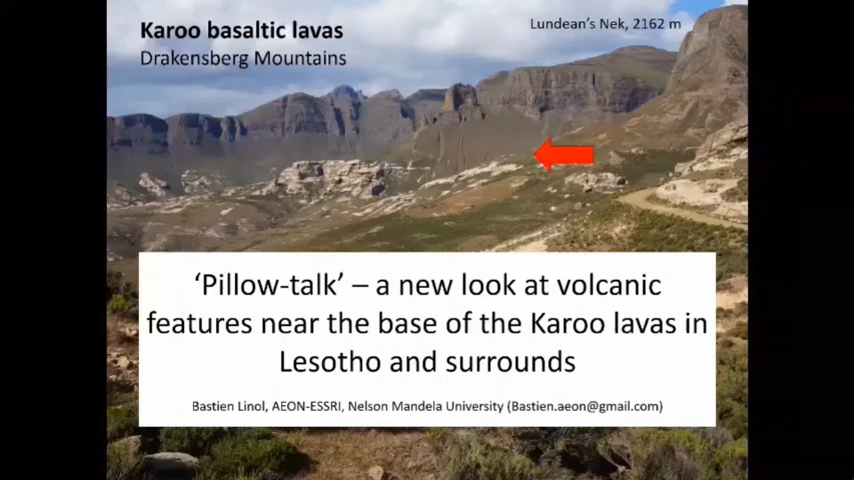 Karoo basaltic lavas
Drakensberg Mountains
Lundean's Nek, 2162 m
‘Pillow-talk’ – a new look at volcanic
features near the base of the Karoo lavas in
Lesotho and surrounds
Bastien Linol, AEON-ESSRI, Nelson Mandela University (Bastien.aeon@gmail.com)